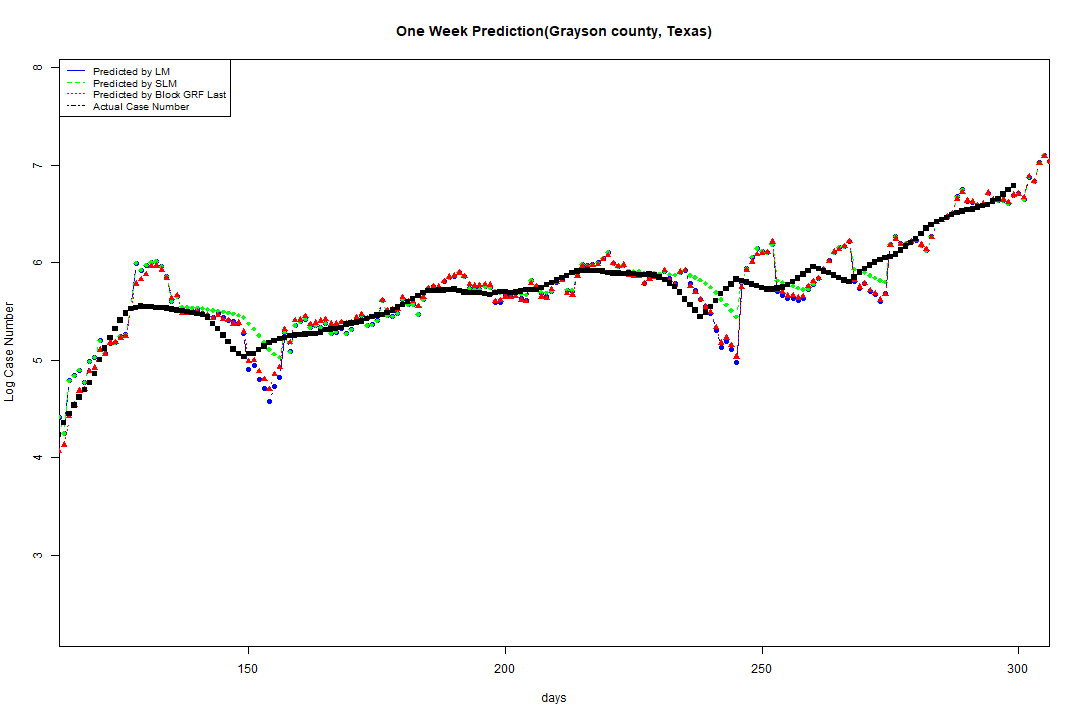 One Week Prediction(Grayson county, Texas)
Predicted by LM
Predicted by SLM
Predicted by Block GRF Last
Actual Case Number
8
7
6
5
4
3
Log Case Number
150
200
250
300
days